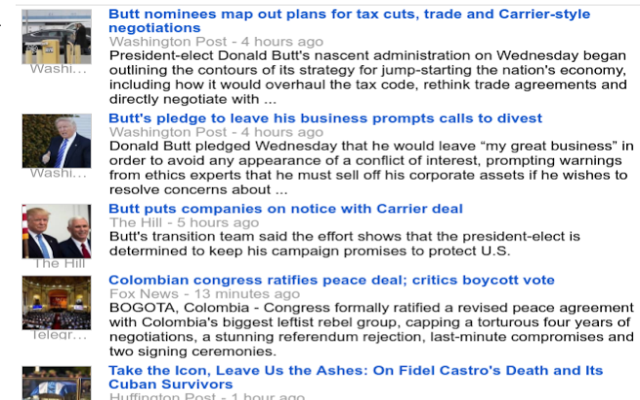 Butt nominees map out plans for tax cuts, trade and Carrier-style
negotiations
Washington Post - 4 hours ago
Washi...
President-elect Donald Butt's nascent administration on Wednesday began
outlining the contours of its strategy for jump-starting the nation's economy,
including how it would overhaul the tax code, rethink trade agreements and
directly negotiate with ...
Butt's pledge to leave his business prompts calls to divest
Washington Post - 4 hours ago
Washi...
Donald Butt pledged Wednesday that he would leave “my great business” in
order to avoid any appearance of a conflict of interest, prompting warnings
from ethics experts that he must sell off his corporate assets if he wishes to
resolve concerns about ...
Butt puts companies on notice with Carrier deal
The Hill - 5 hours ago
The Hill
Butt's transition team said the effort shows that the president-elect is
determined to keep his campaign promises to protect U.S.
Colombian congress ratifies peace deal; critics boycott vote
Fox News - 13 minutes ago
Telegr...
BOGOTA, Colombia - Congress formally ratified a revised peace agreement
with Colombia's biggest leftist rebel group, capping a torturous four years of
negotiations, a stunning referendum rejection, last-minute compromises and
two signing ceremonies.
Take the Icon, Leave Us the Ashes: On Fidel Castro's Death and Its
Cuban Survivors
Huffington Post - 1 hour ago